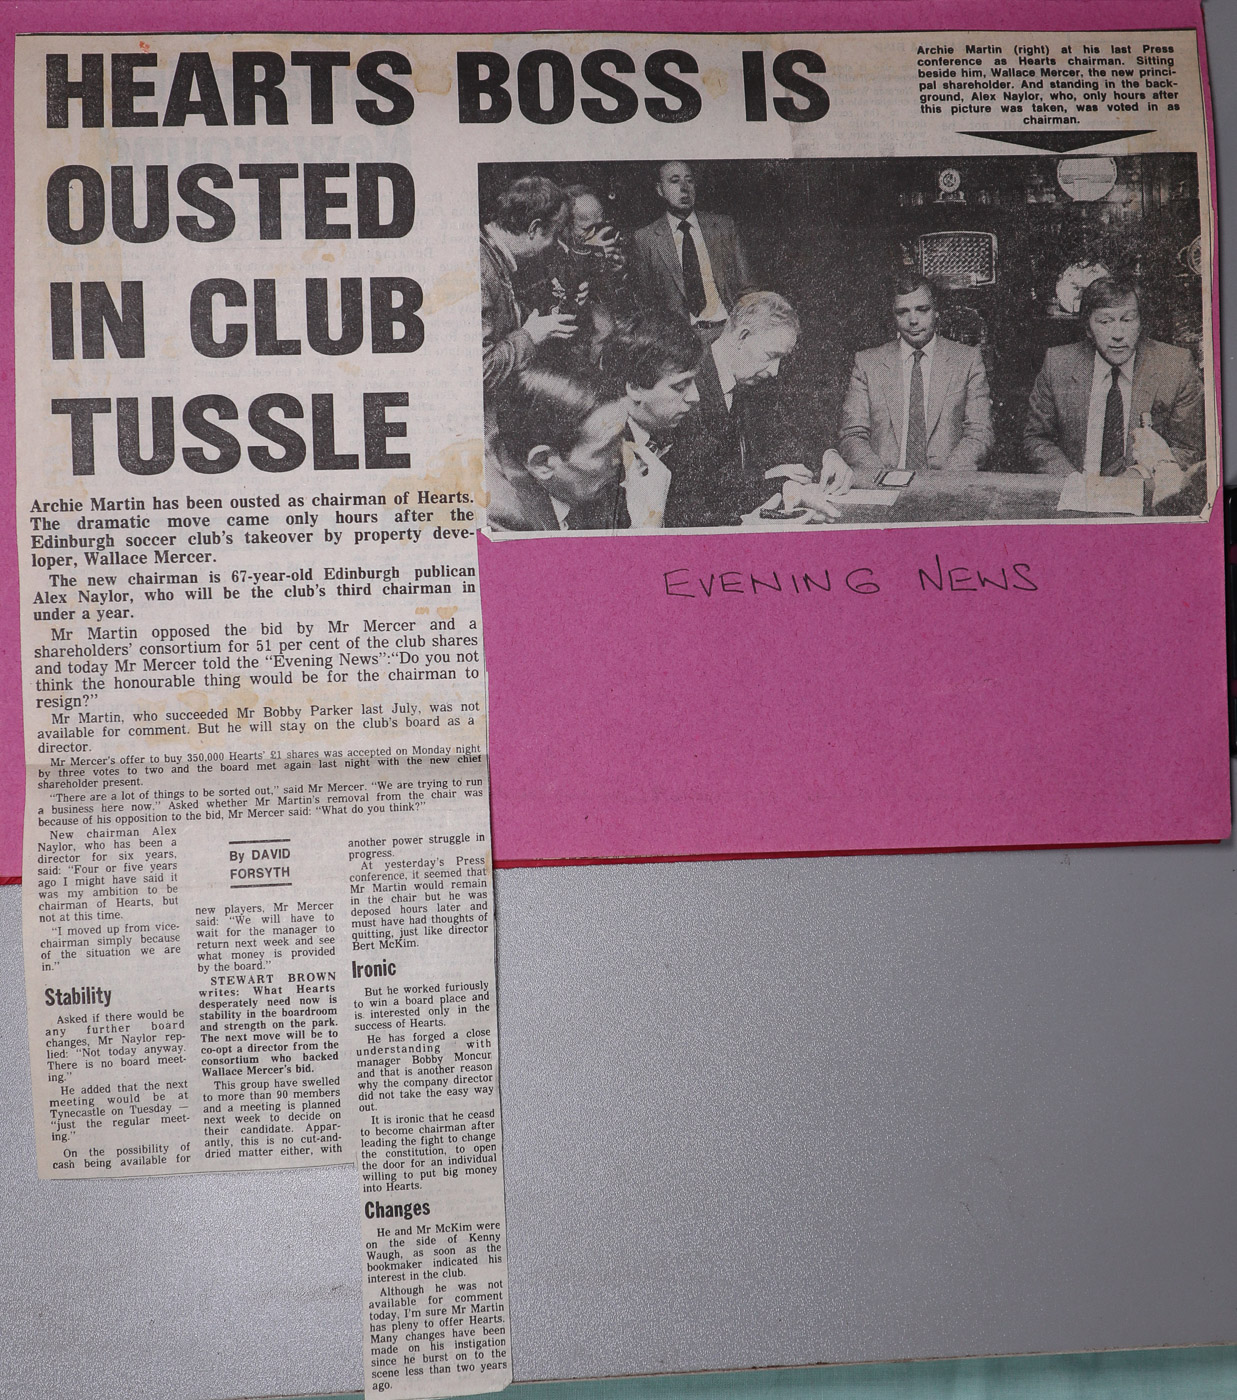 HEARTS BOSS IS
OUSTED
IN CLUB
TUSSLE
Archie Martin (right) at his last Press
conference as Hearts chairman. Sitting
beside him, Wallace Mercer, the new princi-
pal shareholder. And standing in the back-
ground, Alex Naylor, who, only hours after
this picture was taken, was voted in as
chairman.
EVENING NEWS
Archie Martin has been ousted as chairman of Hearts.
The dramatic move came only hours after the
Edinburgh soccer club's takeover by property deve-
loper, Wallace Mercer.
The new chairman is 67-year-old Edinburgh publican
Alex Naylor, who will be the club's third chairman in
under a year.
Mr Martin opposed the bid by Mr Mercer and a
shareholders' consortium for 51 per cent of the club shares
and today Mr Mercer told the "Evening News":"Do you not
think the honourable thing would be for the chairman to
resign?"
Mr Martin, who succeeded Mr Bobby Parker last July, was not
available for comment. But he will stay on the club's board as a
director.
Mr Mercer's offer to buy 350,000 Hearts' £1 shares was accepted on Monday night
by three votes to two and the board met again last night with the new chief
shareholder present.
"There are a lot of things to be sorted out," said Mr Mercer. "We are trying to run
a business here now." Asked whether Mr Martin's removal from the chair was
because of his opposition to the bid, Mr Mercer said: "What do you think?"
New chairman Alex
Naylor, who has been a
director for six years,
said: "Four or five years
ago I might have said it
was my ambition to be
chairman of Hearts, but
not at this time.
"I moved up from vice-
chairman simply because
of the situation we are
in."
Stability
Asked if there would be
any further board
changes, Mr Naylor rep-
lied: "Not today anyway.
There is no board meet-
ing."
He added that the next
meeting would be at
Tynecastle on Tuesday —
"just the regular meet-
ing."
On the possibility of
cash being available for
By DAVID
FORSYTH
new players, Mr Mercer
said: "We will have to
wait for the manager to
return next week and see
what money is provided
by the board."
STEWART BROWN
writes: What Hearts
desperately need now is
stability in the boardroom
and strength on the park.
The next move will be to
co-opt a director from the
consortium who backed
Wallace Mercer's bid.
This group have swelled
to more than 90 members
and a meeting is planned
next week to decide on
their candidate. Appar-
antly, this is no cut-and-
dried matter either, with
another power struggle in
progress.
At yesterday's Press
conference, it seemed that
Mr Martin would remain
in the chair but he was
deposed hours later and
must have had thoughts of
quitting, just like director
Bert McKim.
Ironic
But he worked furiously
to win a board place and
is interested only in the
success of Hearts.
He has forged a close
understanding with
manager Bobby Moncur
and that is another reason
why the company director
did not take the easy way
out.
It is ironic that he ceasd
to become chairman after
leading the fight to change
the constitution, to open
the door for an individual
willing to put big money
into Hearts.
Changes
He and Mr McKim were
on the side of Kenny
Waugh, as soon as the
bookmaker indicated his
interest in the club.
Although he was not
available for comment
today, I'm sure Mr Martin
has pleny to offer Hearts.
Many changes have been
made on his instigation
since he burst on to the
scene less than two years
ago.